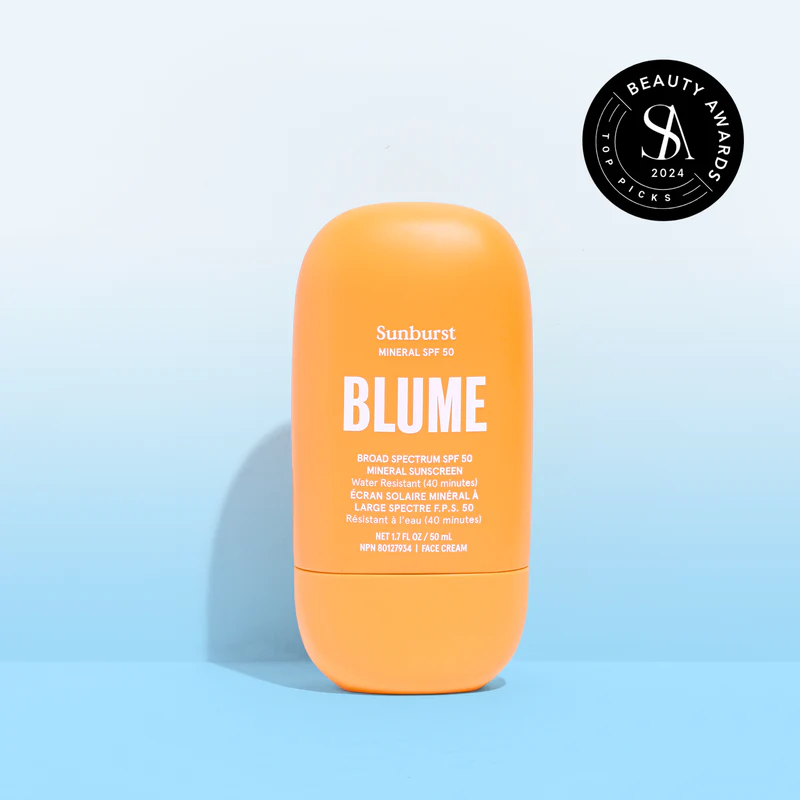 BEAUTY AWARDS
SA
2024
TOP PICKS
Sunburst
MINERAL SPF 50
BLUME
BROAD SPECTRUM SPF 50
MINERAL SUNSCREEN
Water Resistant (40 minutes)
ÉCRAN SOLAIRE MINÉRAL À
LARGE SPECTRE F.P.S. 50
Résistant à l'eau (40 minutes)
NET 1.7 FL OZ / 50 mL
NPN 80127934 | FACE CREAM